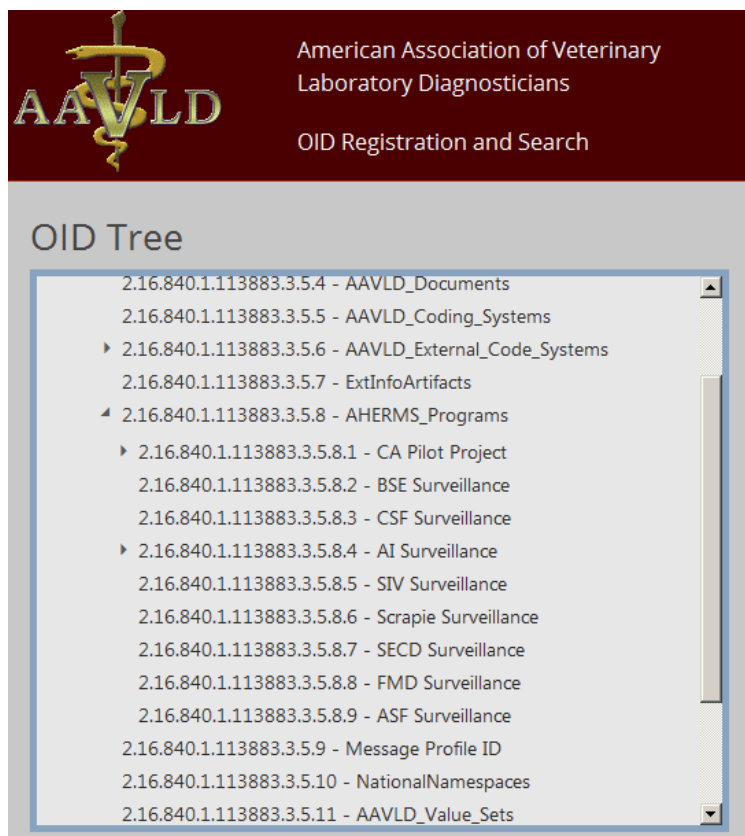 AAVLD
American Association of Veterinary
Laboratory Diagnosticians
OID Registration and Search
OID Tree
2.16.840.1.113883.3.5.4 - AAVLD_Documents
2.16.840.1.113883.3.5.5 - AAVLD_Coding_Systems
2.16.840.1.113883.3.5.6 - AAVLD_External_Code_Systems
2.16.840.1.113883.3.5.7 - ExtInfoArtifacts
2.16.840.1.113883.3.5.8 - AHERMS_Programs
2.16.840.1.113883.3.5.8.1 - CA Pilot Project
2.16.840.1.113883.3.5.8.2 - BSE Surveillance
2.16.840.1.113883.3.5.8.3 - CSF Surveillance
2.16.840.1.113883.3.5.8.4 - AI Surveillance
2.16.840.1.113883.3.5.8.5 - SIV Surveillance
2.16.840.1.113883.3.5.8.6 - Scrapie Surveillance
2.16.840.1.113883.3.5.8.7 - SECD Surveillance
2.16.840.1.113883.3.5.8.8 - FMD Surveillance
2.16.840.1.113883.3.5.8.9 - ASF Surveillance
2.16.840.1.113883.3.5.9 - Message Profile ID
2.16.840.1.113883.3.5.10 - NationalNamespaces
2.16.840.1.113883.3.5.11 - AAVLD_Value_Sets